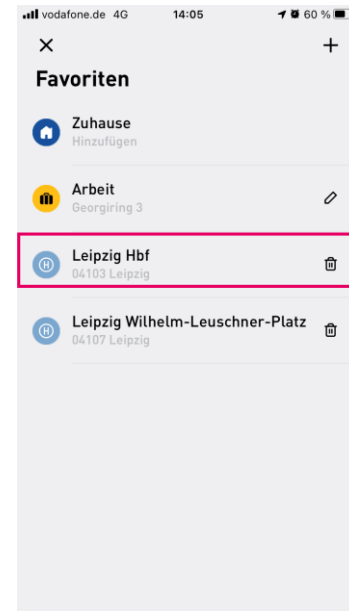 vodafone.de 4G 14:05 60 %
Favoriten
Zuhause
Hinzufügen
Arbeit
Georgiring 3
H
Leipzig Hbf
04103 Leipzig
H
Leipzig Wilhelm-Leuschner-Platz
04107 Leipzig